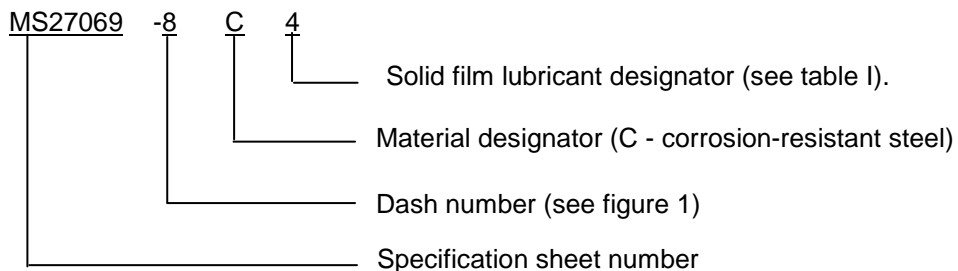 MS27069 -8 C 4
Solid film lubricant designator (see table I).
Material designator (C - corrosion-resistant steel)
Dash number (see figure 1)
Specification sheet number